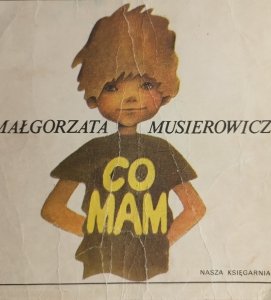 MAŁGORZATA MUSIEROWICZ
CO
MAM
NASZA KSIĘGARNIA